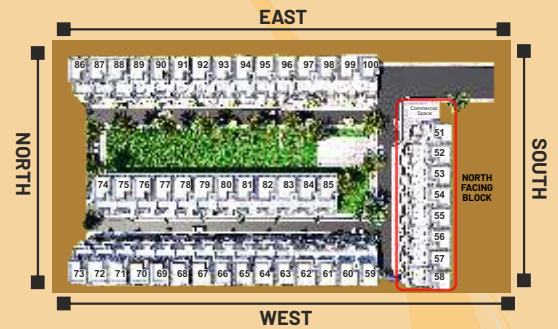 EAST
86 87 88 89 90 91 92 93 94 95 96 97 98 99 100
Commercial
Space
51
52
53
54
55
56
57
58
NORTH
FACING
BLOCK
NORTH
SOUTH
74 75 76 77 78 79 80 81 82 83 84 85
73 72 71 70 69 68 67 66 65 64 63 62 61 60 59
WEST